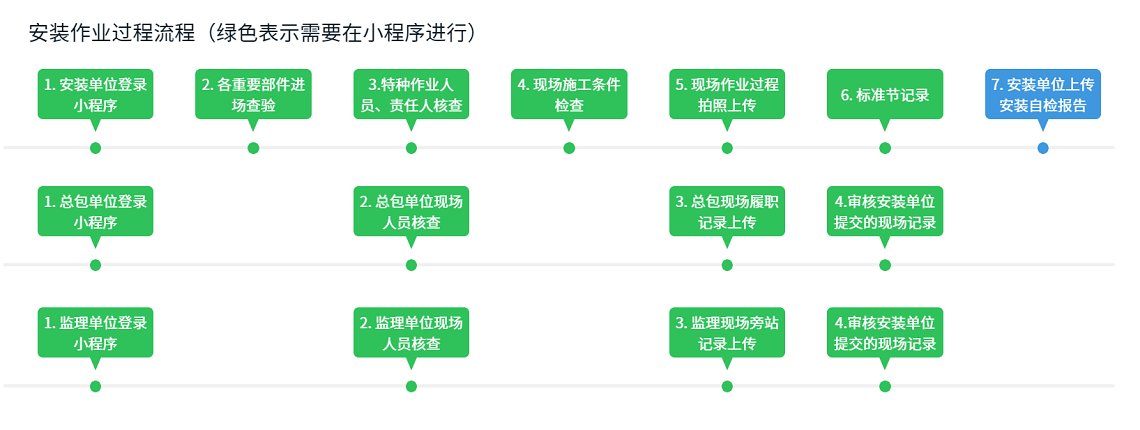 安装作业过程流程（绿色表示需要在小程序进行）
1. 安装单位登录
小程序
2. 各重要部件进
场查验
3.特种作业人
员、责任人核查
4. 现场施工条件
检查
5. 现场作业过程
拍照上传
6. 标准节记录
7. 安装单位上传
安装自检报告
1. 总包单位登录
小程序
2. 总包单位现场
人员核查
3. 总包现场履职
记录上传
4.审核安装单位
提交的现场记录
1. 监理单位登录
小程序
2. 监理单位现场
人员核查
3. 监理现场旁站
记录上传
4.审核安装单位
提交的现场记录